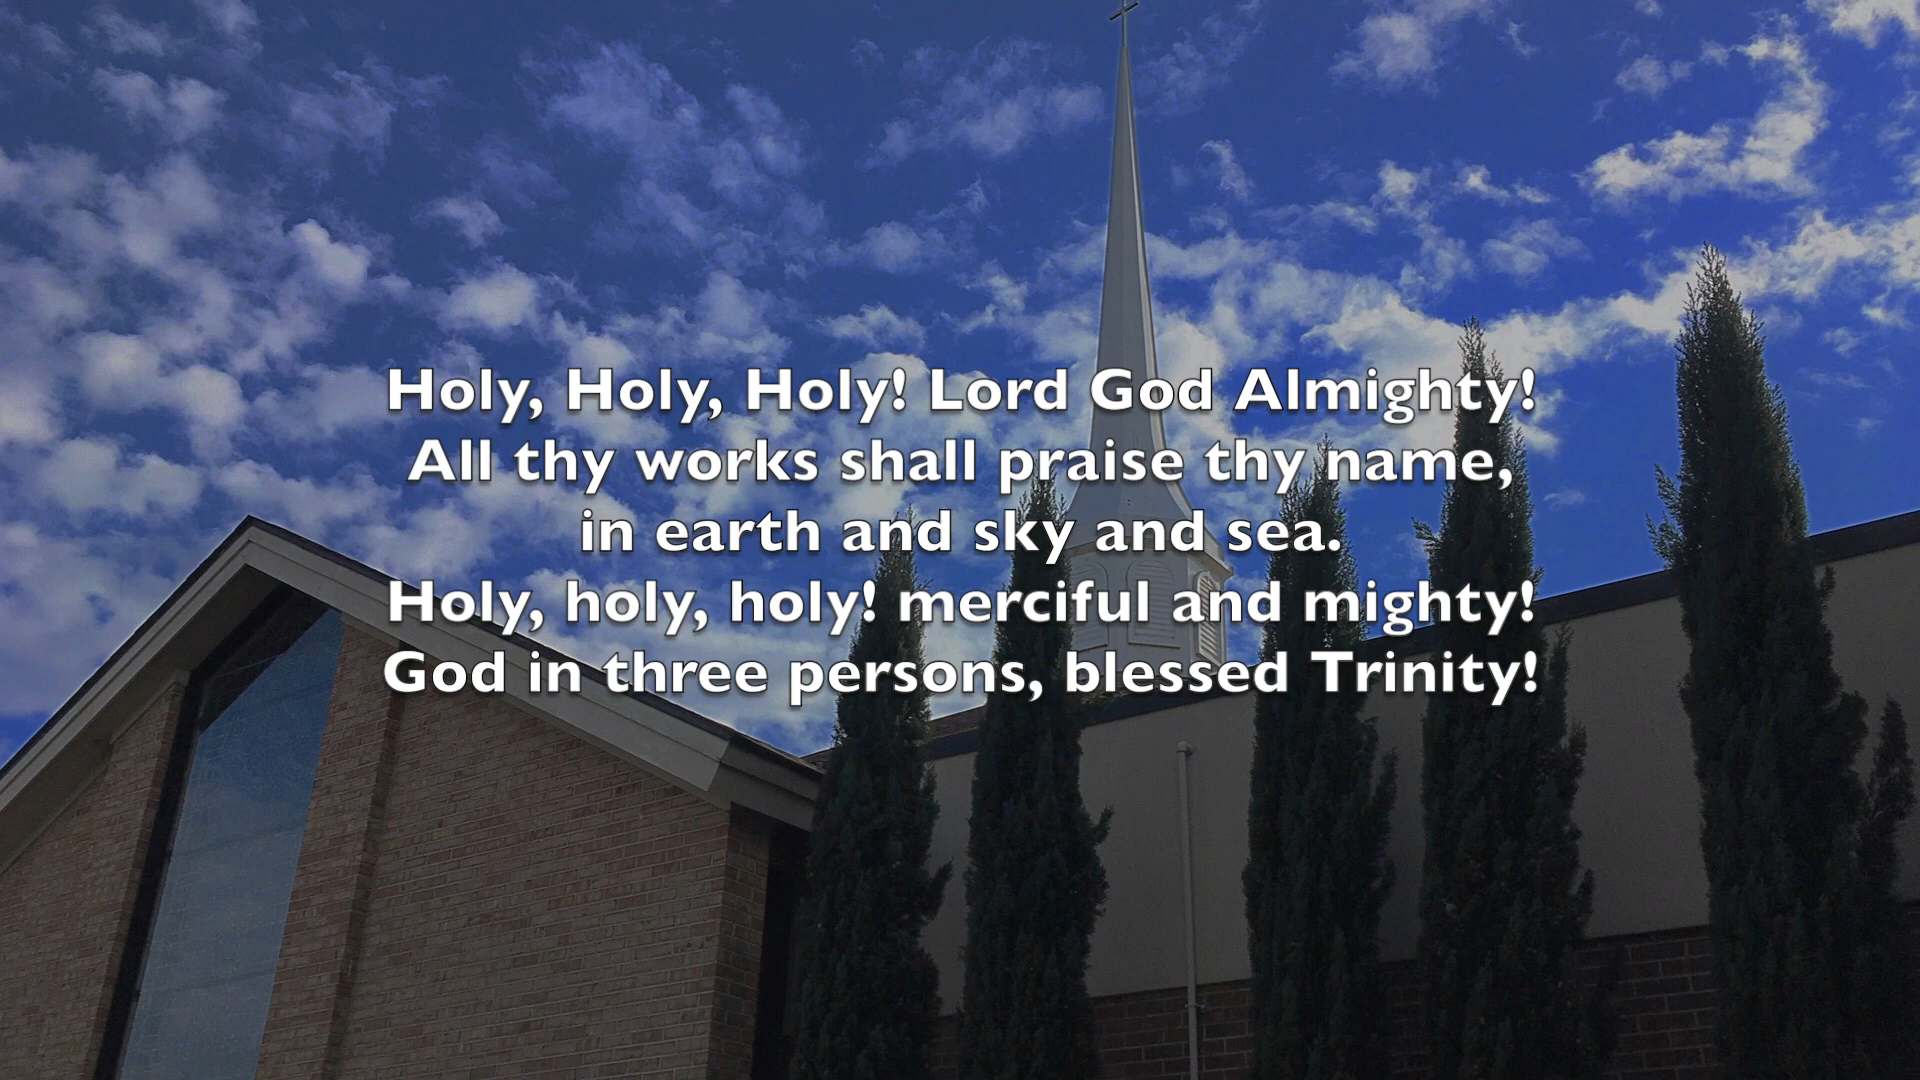 Holy, Holy, Holy! Lord God Almighty!
All thy works shall praise thy name,
in earth and sky and sea.
Holy, holy, holy! merciful and mighty!
God in three persons, blessed Trinity!